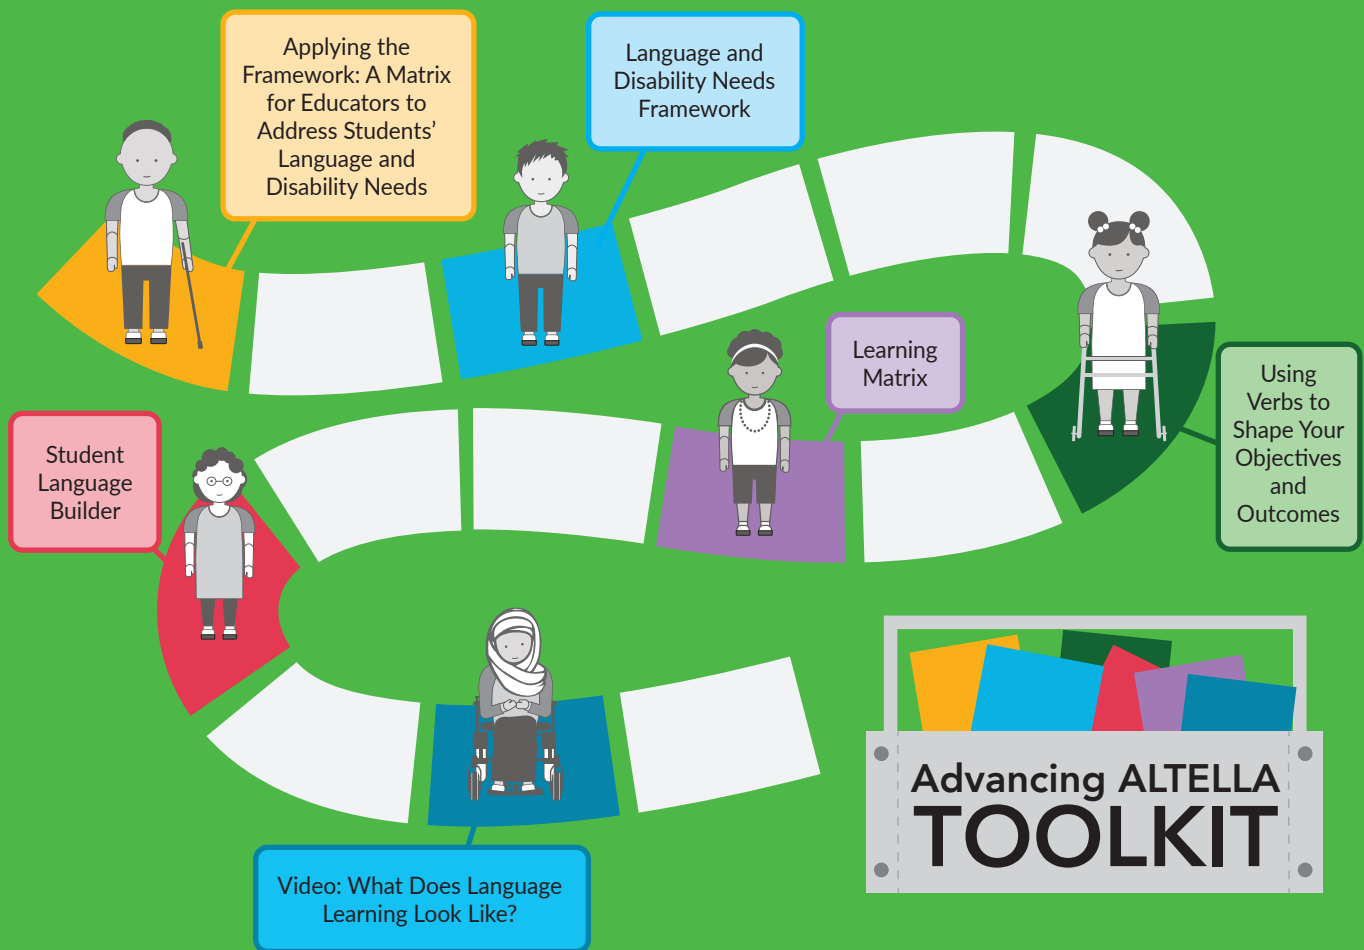 Applying the
Framework: A Matrix
for Educators to
Address Students’
Language and
Disability Needs
Language and
Disability Needs
Framework
Learning
Matrix
Using
Verbs to
Shape Your
Objectives
and
Outcomes
Student
Language
Builder
Video: What Does Language
Learning Look Like?
Advancing ALTELLA
TOOLKIT